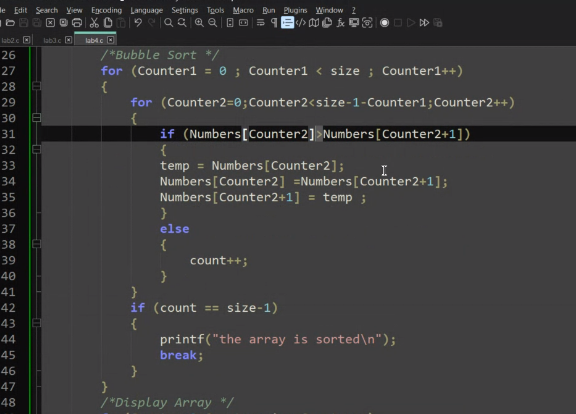 le Edit Search View Encoding Language Settings Tools Macro Run Plugins Window ?
lab2.c lab3.c lab4.c
26 /*Bubble Sort */
27 for (Counter1 = 0 ; Counter1 < size ; Counter1++)
28 {
29 for (Counter2=0;Counter2<size-1-Counter1;Counter2++)
30 {
31 if (Numbers[Counter2]>Numbers[Counter2+1])
32 {
33 temp = Numbers[Counter2];
34 Numbers[Counter2] =Numbers[Counter2+1];
35 Numbers[Counter2+1] = temp ;
36 }
37 else
38 {
39 count++;
40 }
41 }
42 if (count == size-1)
43 {
44 printf("the array is sorted\n");
45 break;
46 }
47 }
48 /*Display Array */